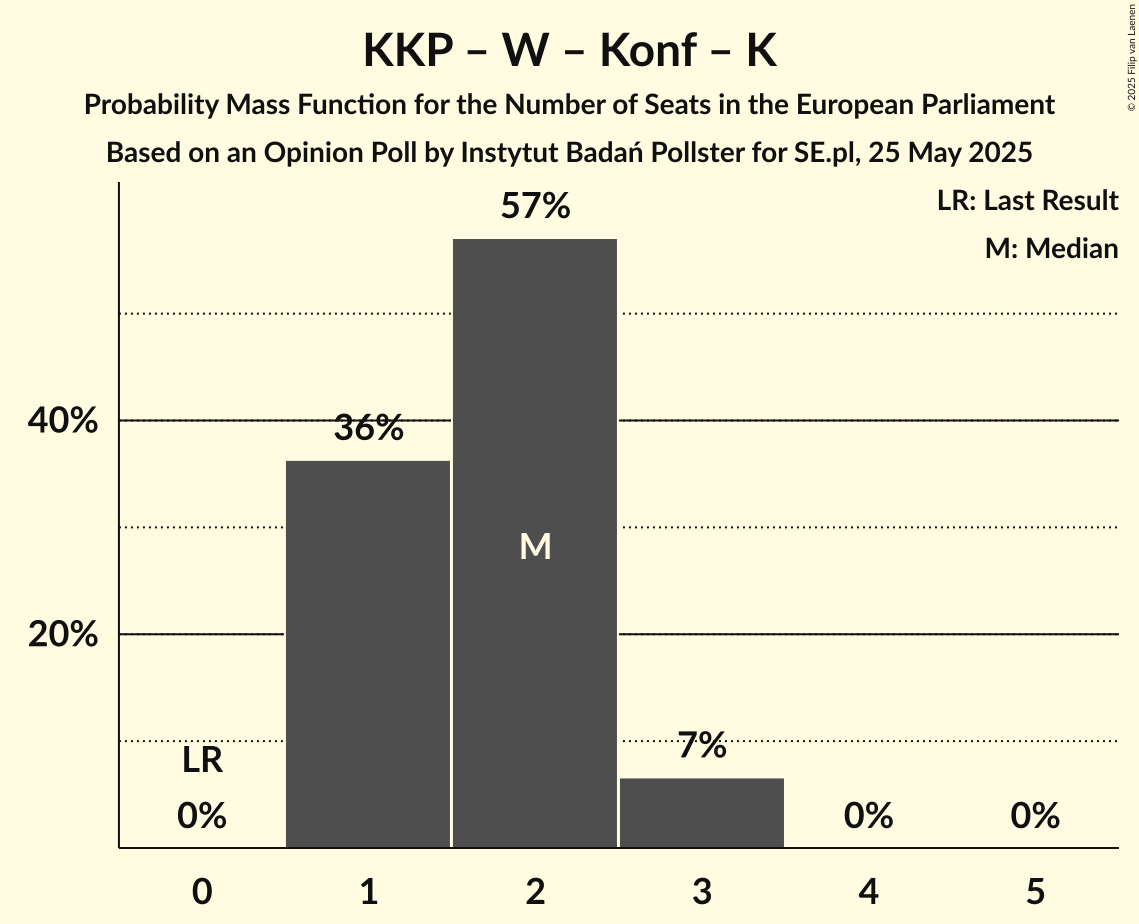 KKP – W – Konf – K
Probability Mass Function for the Number of Seats in the European Parliament
Based on an Opinion Poll by Instytut Badań Pollster for SE.pl, 25 May 2025
© 2025 Filip van Laenen
LR: Last Result
M: Median
57%
40%
36%
M
20%
7%
LR
0%
0%
0%
0
1
2
3
4
5